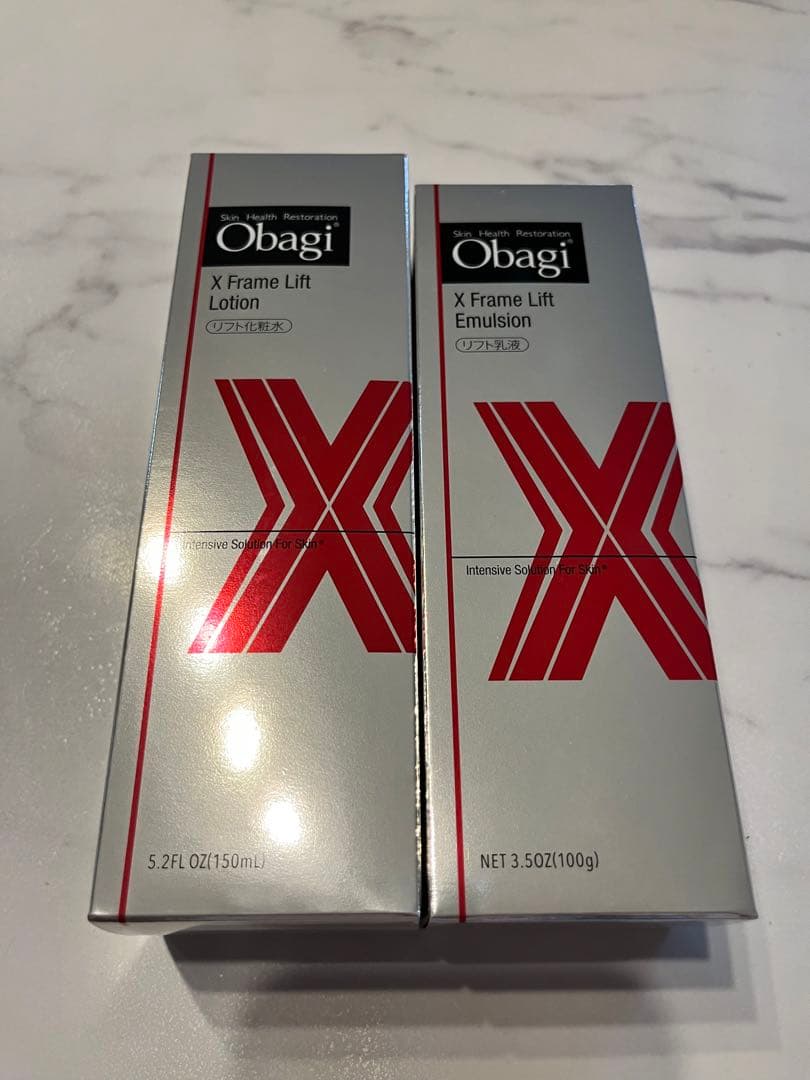 Skin Health Restoration
Obagi®
X Frame Lift
Lotion
リフト化粧水
X
Intensive Solution For Skin®
5.2FL OZ(150mL)
Skin Health Restoration
Obagi®
X Frame Lift
Emulsion
リフト乳液
X
Intensive Solution For Skin®
NET 3.5OZ(100g)